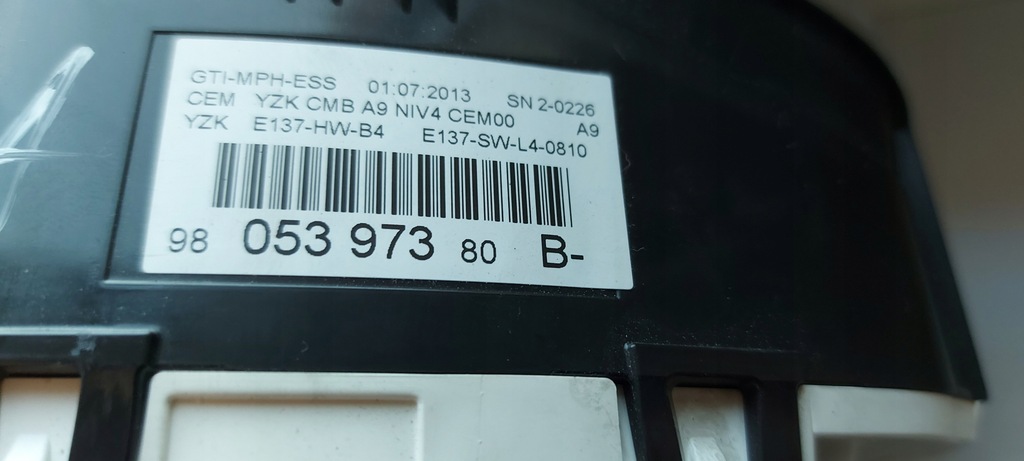 GTI-MPH-ESS 01:07:2013 SN 2-0226
CEM YZK CMB A9 NIV4 CEM00 A9
YZK E137-HW-B4 E137-SW-L4-0810
98 053 973 80 B-